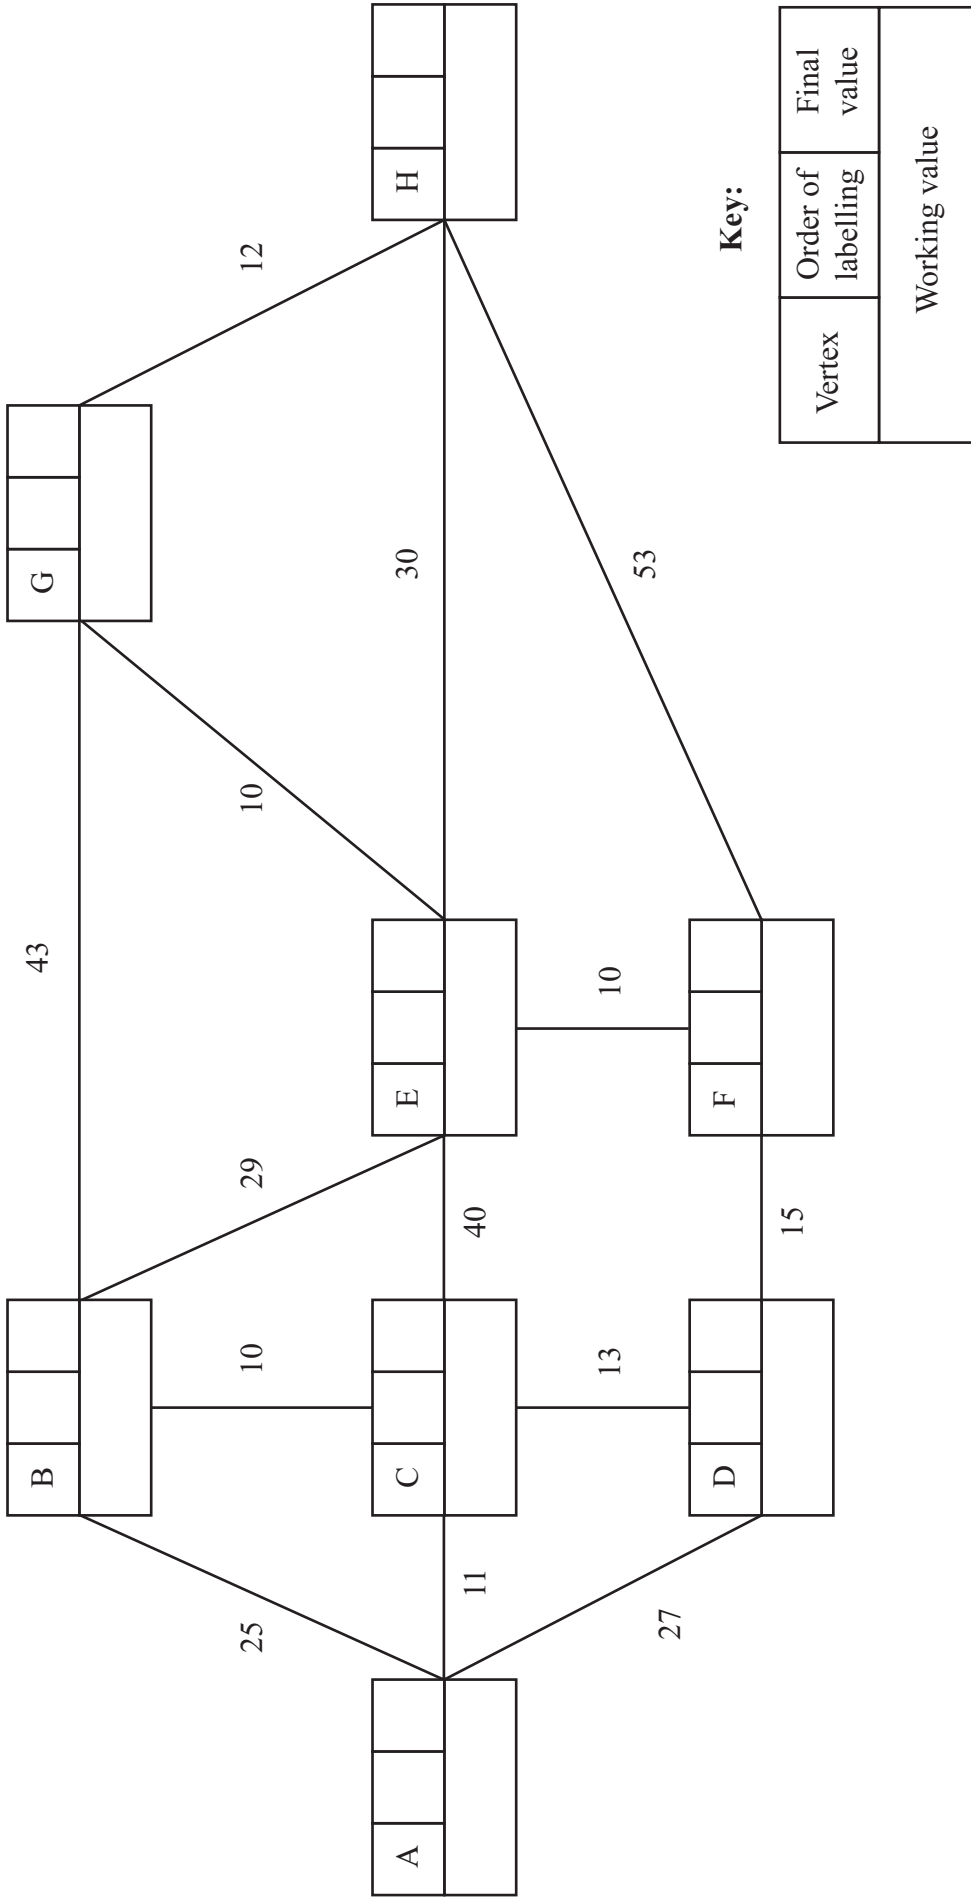 B
G
43
25
10
29
10
12
A
C
E
H
11
40
30
27
13
10
53
D
F
15
Key:
Vertex
Order of
labelling
Final
value
Working value